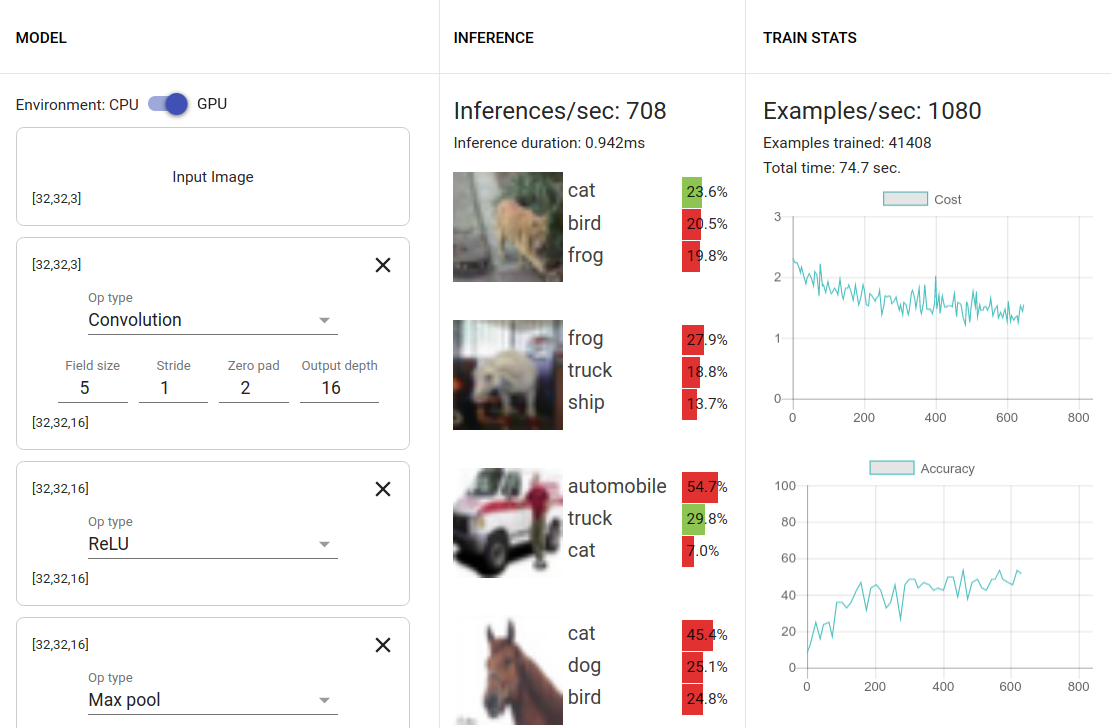 MODEL
Environment: CPU GPU
Input Image
[32,32,3]
[32,32,3]
Op type
Convolution
Field size Stride Zero pad Output depth
5 1 2 16
[32,32,16]
[32,32,16]
Op type
ReLU
[32,32,16]
[32,32,16]
Op type
Max pool
INFERENCE
Inferences/sec: 708
Inference duration: 0.942ms
cat 23.6%
bird 20.5%
frog 19.8%
frog 27.9%
truck 18.8%
ship 13.7%
automobile 54.7%
truck 29.8%
cat 7.0%
cat 45.4%
dog 25.1%
bird 24.8%
TRAIN STATS
Examples/sec: 1080
Examples trained: 41408
Total time: 74.7 sec.
Cost
3
2
1
0
0 200 400 600 800
Accuracy
100
80
60
40
20
0
0 200 400 600 800